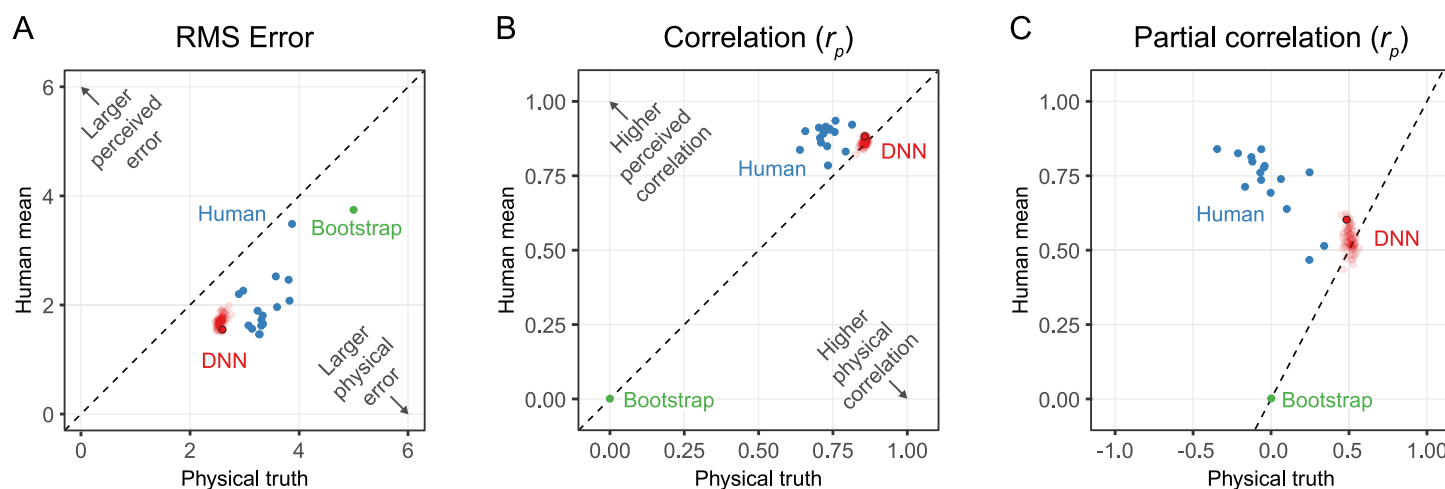 A
RMS Error
Human mean
6
4
2
0
Larger
perceived
error
Human
Bootstrap
DNN
Larger
physical
error
0
2
4
6
Physical truth
B
Correlation (rp)
Human mean
1.00
0.75
0.50
0.25
0.00
Higher
perceived
correlation
Human
DNN
Higher
physical
correlation
Bootstrap
0.00
0.25
0.50
0.75
1.00
Physical truth
C
Partial correlation (rp)
Human mean
1.00
0.75
0.50
0.25
0.00
Human
DNN
Bootstrap
-1.0
-0.5
0.0
0.5
1.00
Physical truth